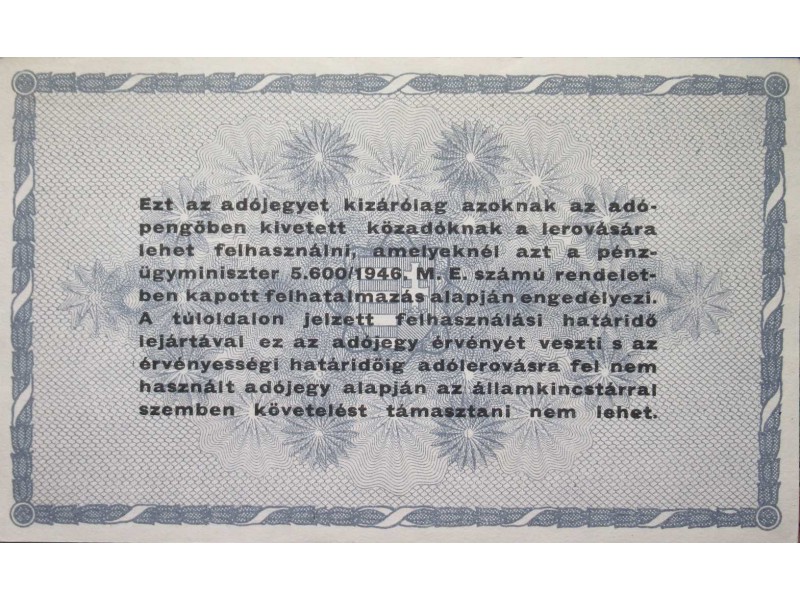 Ezt az adójegyet kizárólag azoknak az adó-
pengőben kivetett közadóknak a lerovására
lehet felhasználni, amelyeknél azt a pénz-
ügyminiszter 5.600/1946. M. E. számú rendelet-
ben kapott felhatalmazás alapján engedélyezi.
A túloldalon jelzett felhasználási határidő
lejártával ez az adójegy érvényét veszti s az
érvényességi határidőig adólerovásra fel nem
használt adójegy alapján az államkincstárral
szemben követelést támasztani nem lehet.